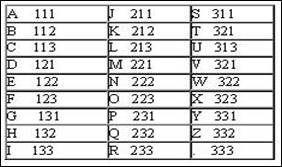 A 111 J 211 S 311
B 112 K 212 T 321
C 113 L 213 U 313
D 121 M 221 V 321
E 122 N 222 W 322
F 123 O 223 X 323
G 131 P 231 Y 331
H 132 Q 232 Z 332
I 133 R 233 . 333